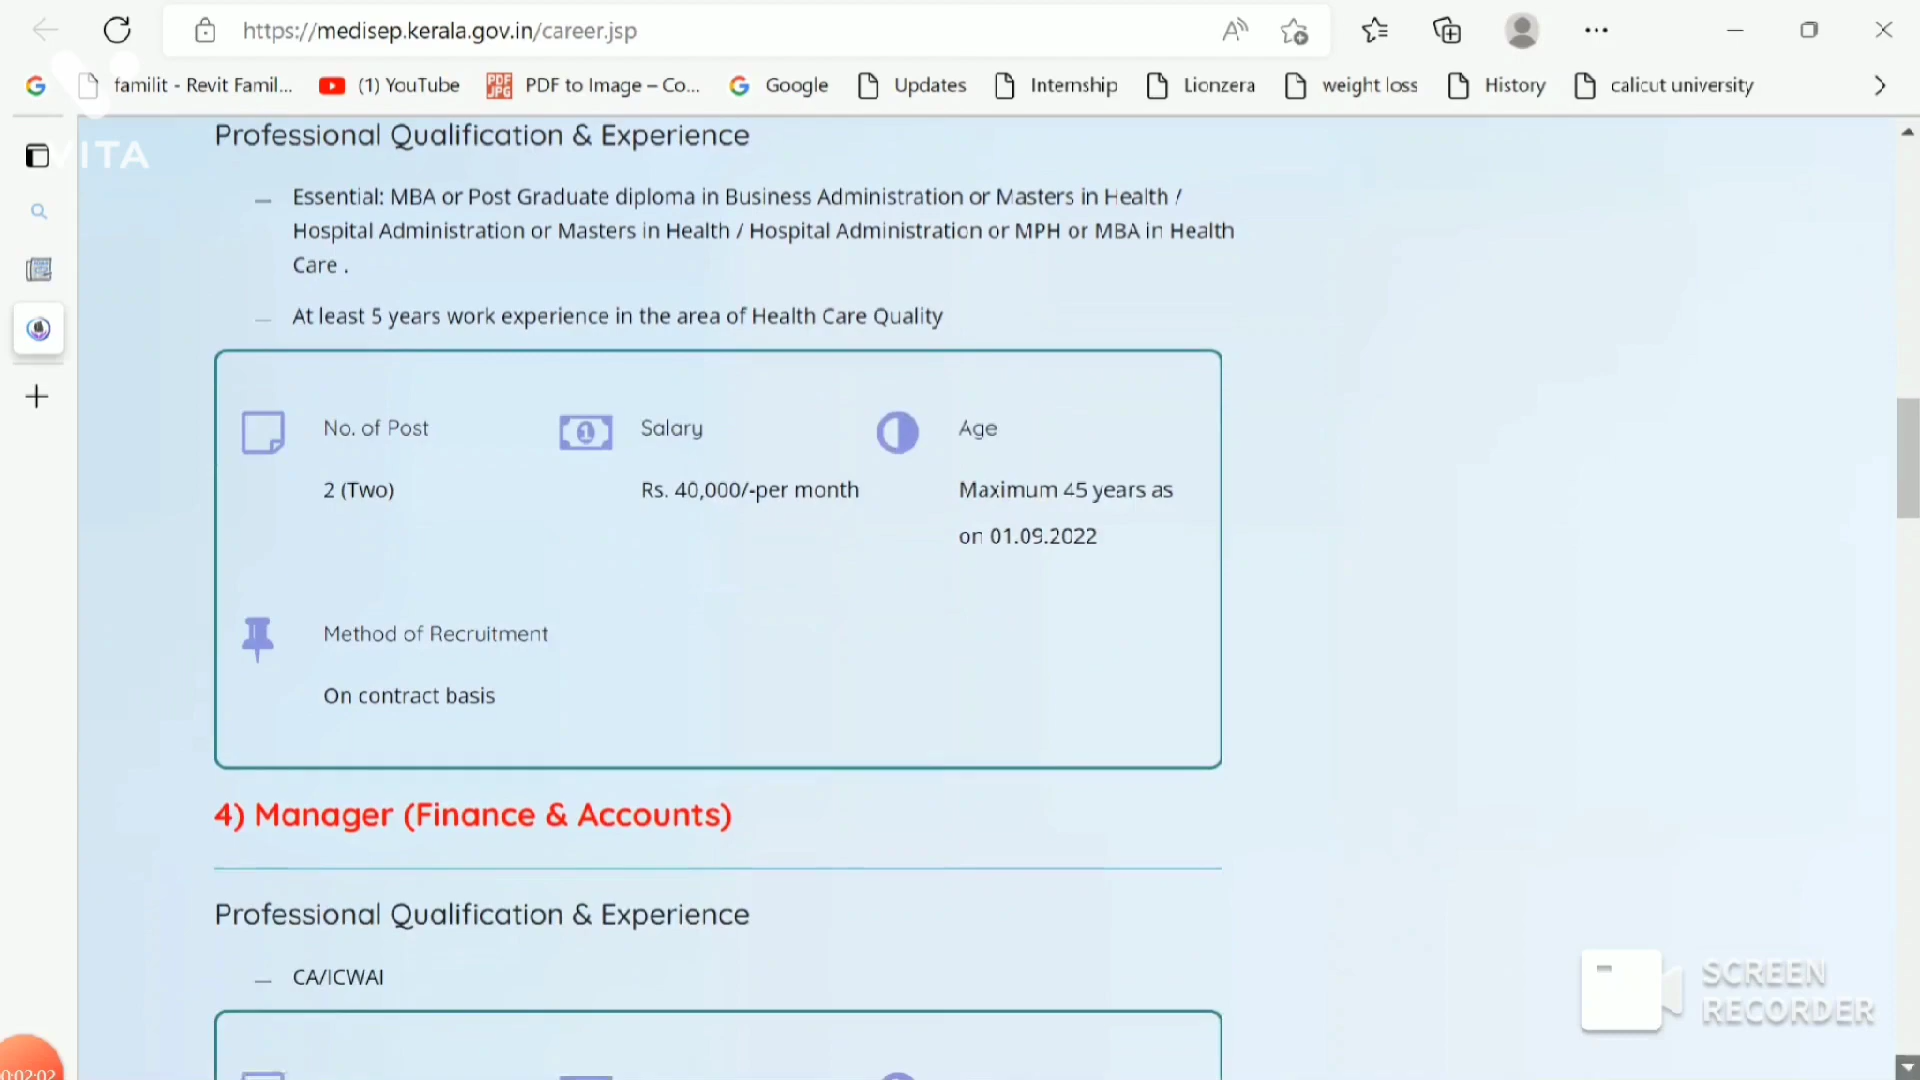 https://medisep.kerala.gov.in/career.jsp
familit - Revit Famil...
(1) YouTube
PDF to Image – Co...
Google
Updates
Internship
Lionzera
weight loss
History
calicut university
VITA
Professional Qualification & Experience
— Essential: MBA or Post Graduate diploma in Business Administration or Masters in Health /
Hospital Administration or Masters in Health / Hospital Administration or MPH or MBA in Health
Care .
— At least 5 years work experience in the area of Health Care Quality
No. of Post
2 (Two)
Salary
Rs. 40,000/-per month
Age
Maximum 45 years as
on 01.09.2022
Method of Recruitment
On contract basis
4) Manager (Finance & Accounts)
Professional Qualification & Experience
— CA/ICWAI
SCREEN
RECORDER
0:02:02